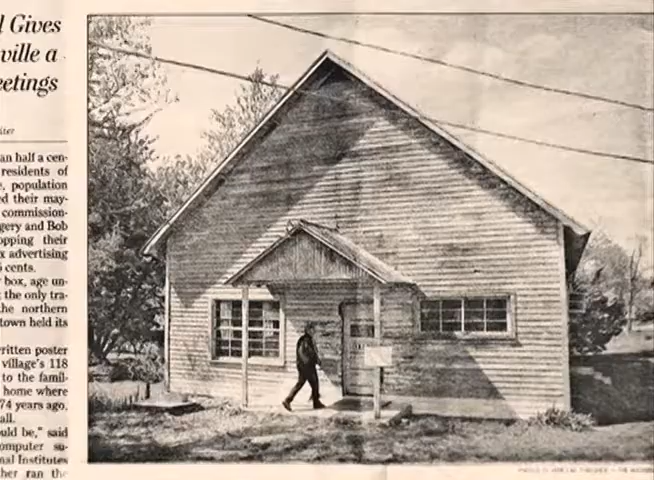 l Gives
ville a
eetings
iter
an half a cen-
residents of
, population
ed their may-
commission-
gery and Bob
opping their
x advertising
cents.
box, age un-
t the only tra-
the northern
town held its
ritten poster
village's 118
to the famil-
home where
74 years ago,
all.
uld be," said
omputer su-
nal Institutes
her ran the